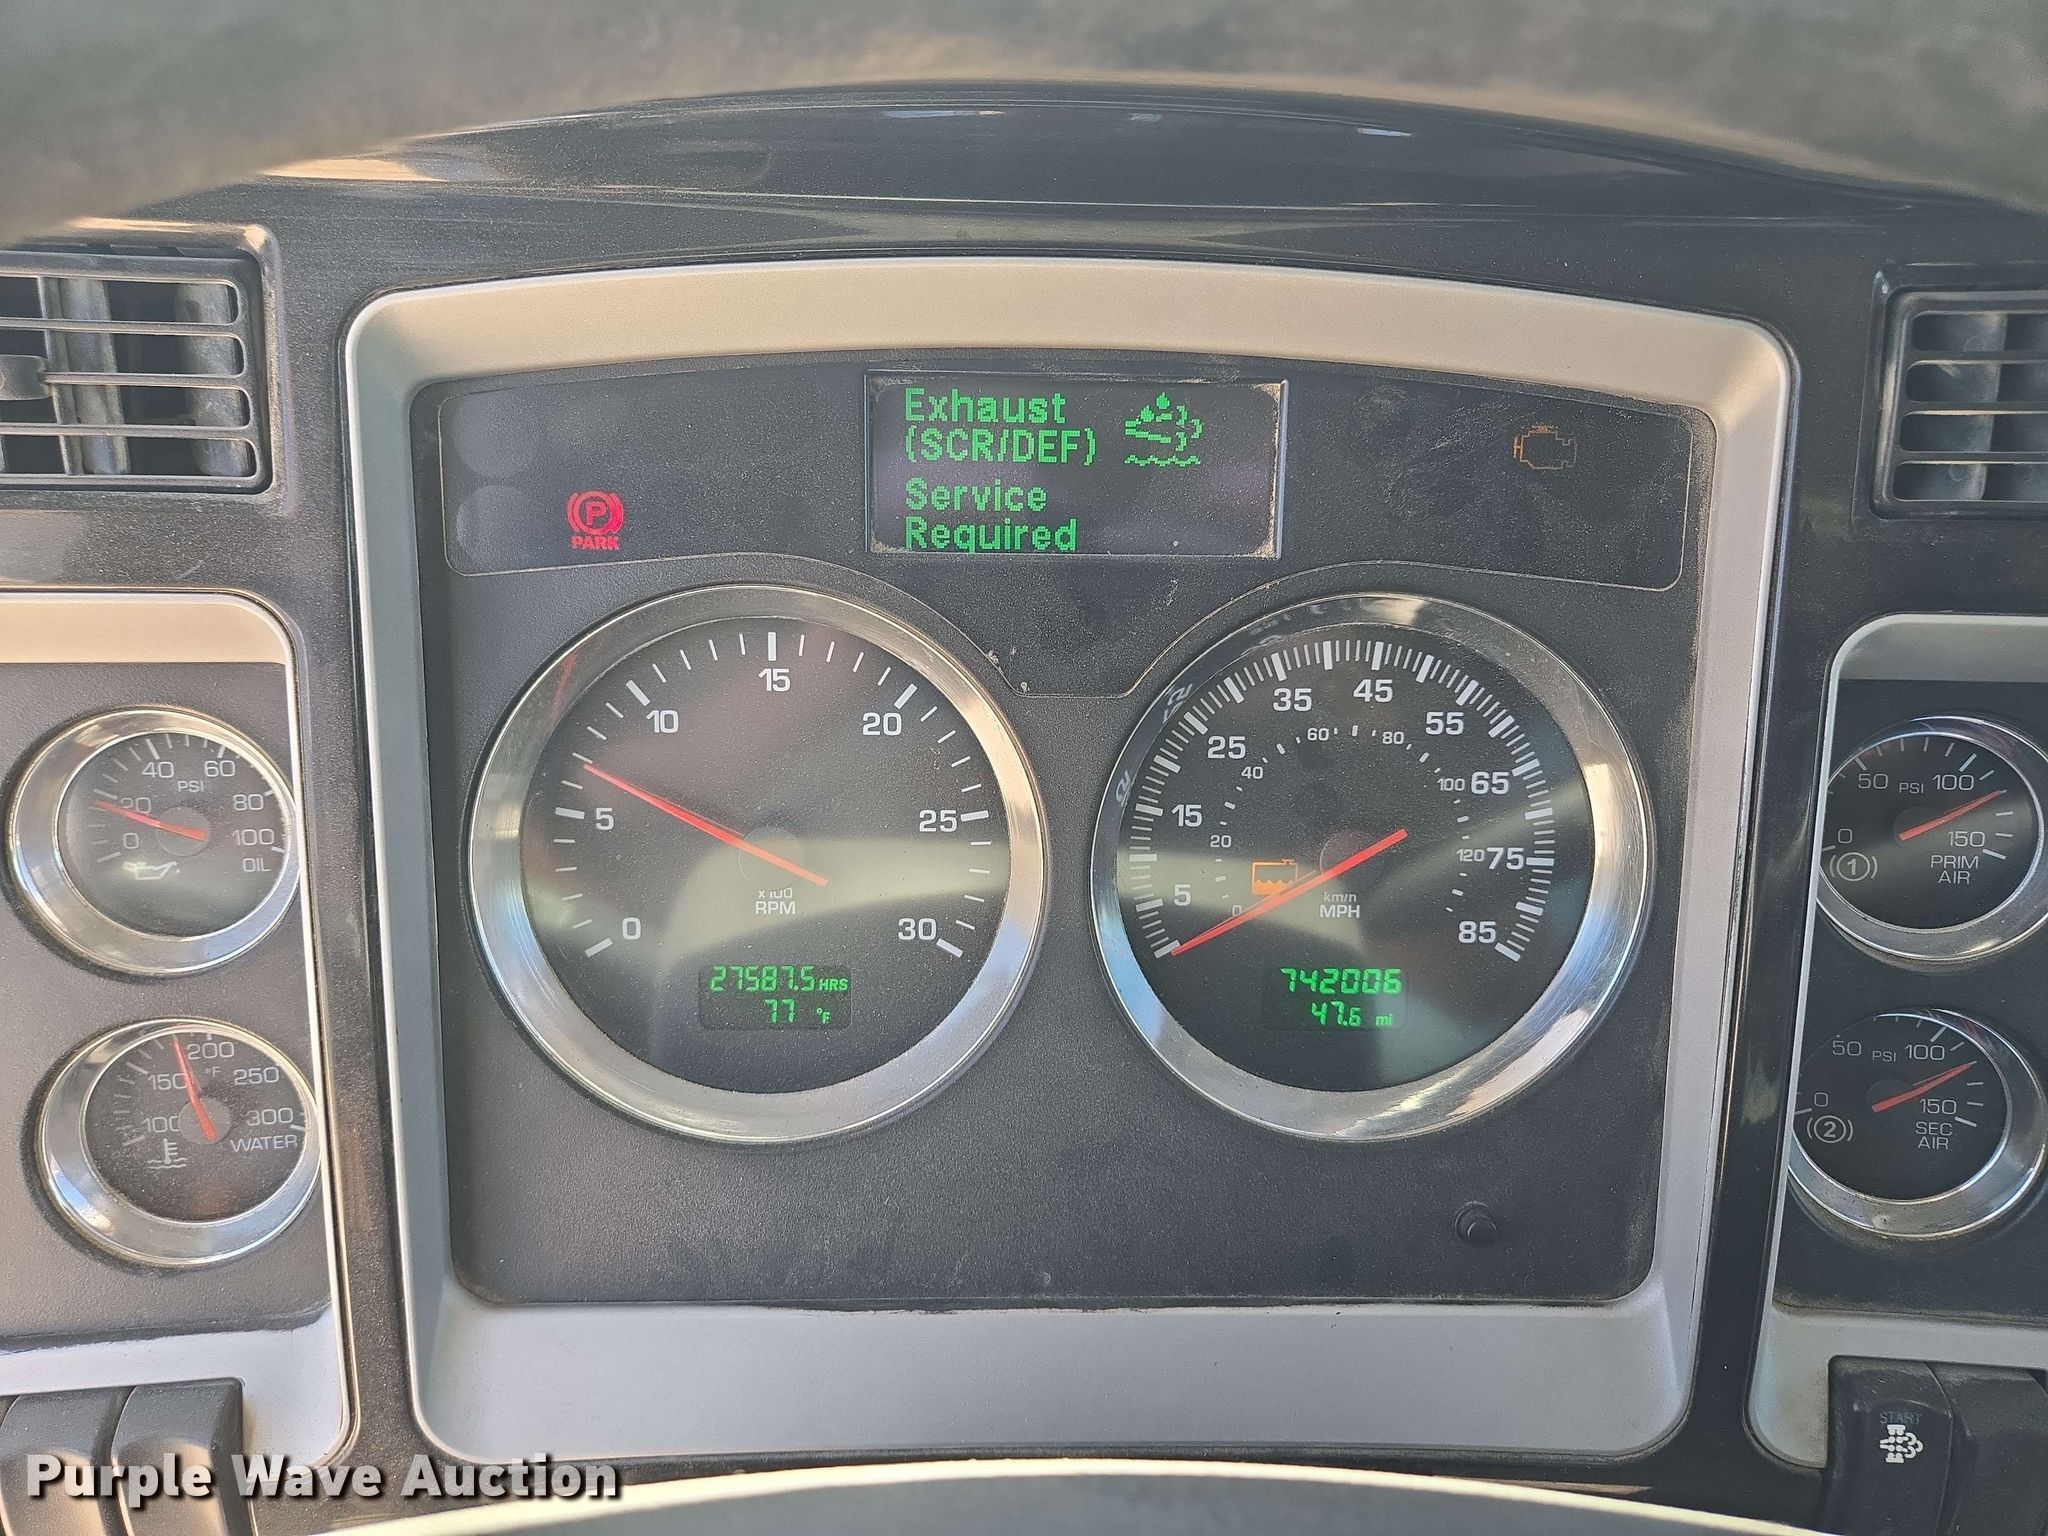 Exhaust
(SCR/DEF)
Service
Required
P
PARK
40 60
PSI
20 80
0 100
OIL
200
150 °F 250
100 300
WATER
15
10 20
5 25
RPM
0 30
27587.5 HRS
77 °F
45
35 55
25 65
15 75
5 85
60 80
40 100
20 120
0
MPH
742006
47.6 mi
50 PSI 100
0 150
(1) PRIM
AIR
50 PSI 100
0 150
(2) SEC
AIR
START
Purple Wave Auction